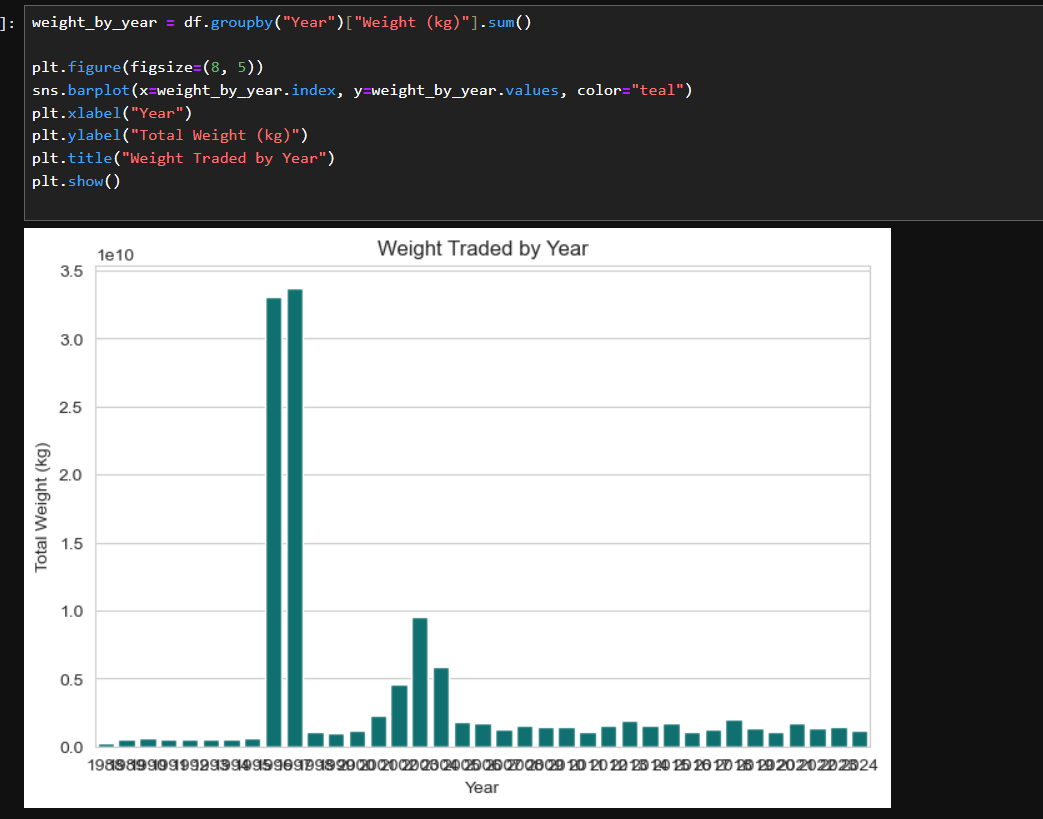 ]:
weight_by_year = df.groupby("Year")["Weight (kg)"].sum()
plt.figure(figsize=(8, 5))
sns.barplot(x=weight_by_year.index, y=weight_by_year.values, color="teal")
plt.xlabel("Year")
plt.ylabel("Total Weight (kg)")
plt.title("Weight Traded by Year")
plt.show()
Weight Traded by Year
1e10
3.5
3.0
2.5
2.0
1.5
1.0
0.5
0.0
Total Weight (kg)
Year